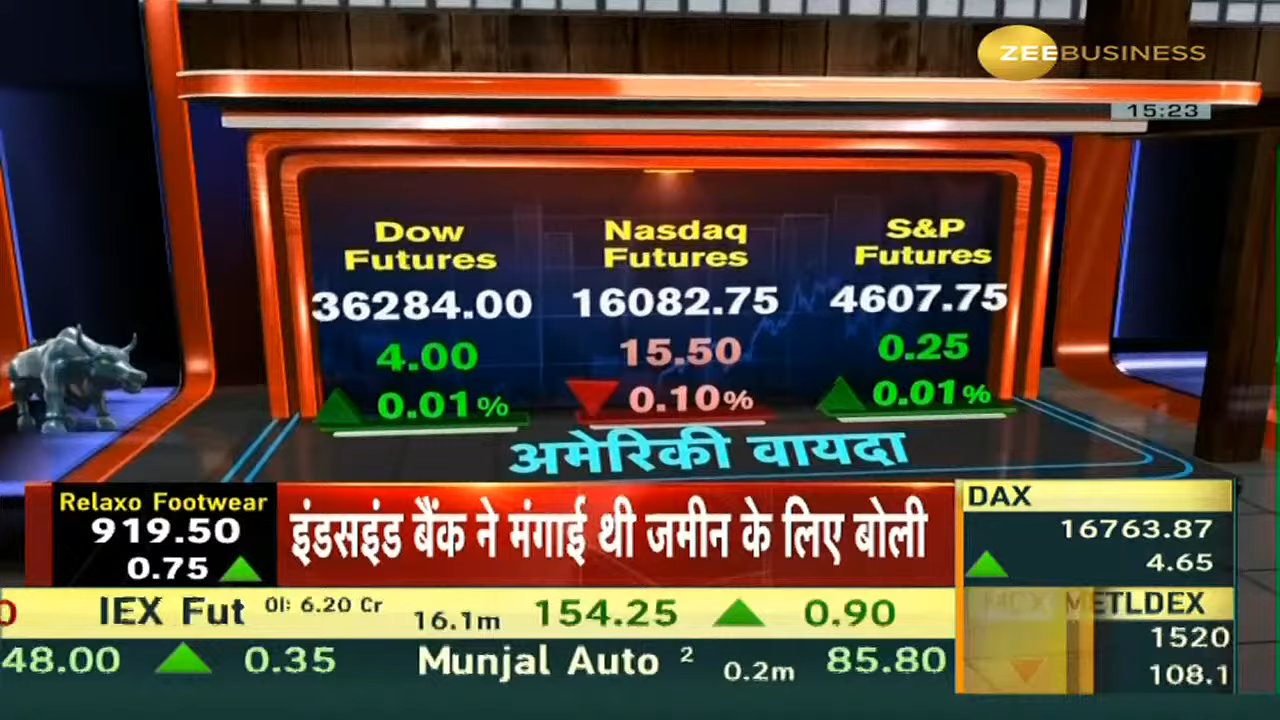 ZEEBUSINESS
15:23
Dow Futures
36284.00
4.00
0.01%
Nasdaq Futures
16082.75
15.50
0.10%
S&P Futures
4607.75
0.25
0.01%
अमेरिकी वायदा
Relaxo Footwear
919.50
0.75
इंडसइंड बैंक ने मंगाई थी जमीन के लिए बोली
DAX
16763.87
4.65
IEX Fut OI: 6.20 Cr 16.1m 154.25 0.90
METLDEX
1520
108.1
48.00 0.35 Munjal Auto 2 0.2m 85.80